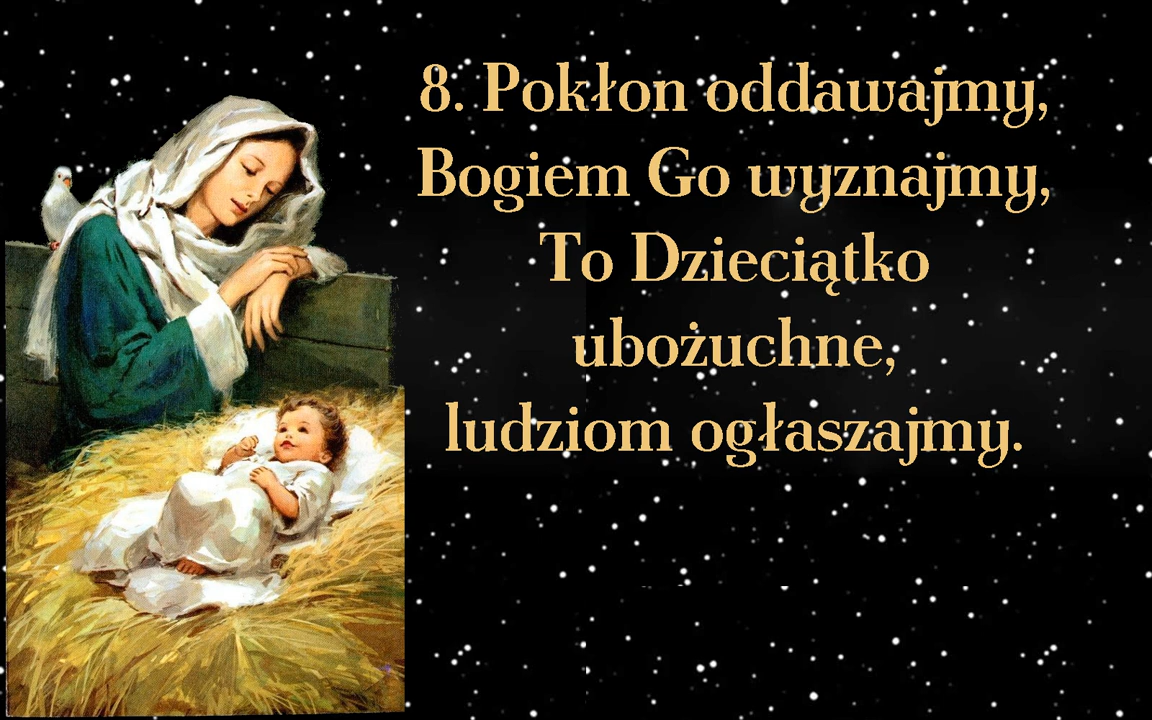 8. Pokłon oddawajmy,
Bogiem Go wyznajmy,
To Dzieciątko
ubożuchne,
ludziom ogłaszajmy.